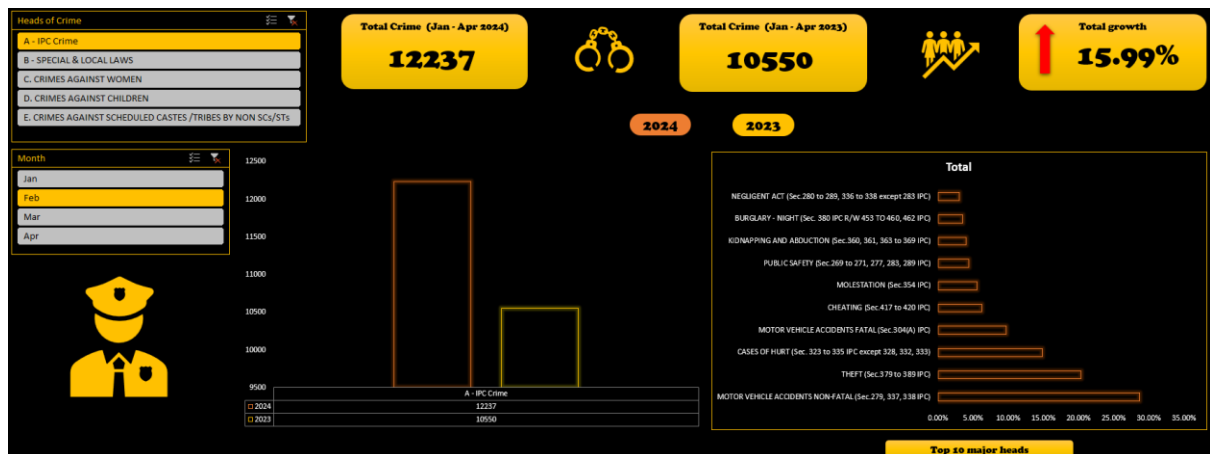 Heads of Crime
A - IPC Crime
B - SPECIAL & LOCAL LAWS
C. CRIMES AGAINST WOMEN
D. CRIMES AGAINST CHILDREN
E. CRIMES AGAINST SCHEDULED CASTES /TRIBES BY NON SCs/STs
Total Crime (Jan - Apr 2024)
12237
Total Crime (Jan - Apr 2023)
10550
Total growth
15.99%
2024
2023
Month
Jan
Feb
Mar
Apr
12500
12000
11500
11000
10500
10000
9500
A - IPC Crime
2024 12237
2023 10550
Total
NEGLIGENT ACT (Sec.280 to 289, 336 to 338 except 283 IPC)
BURGLARY - NIGHT (Sec. 380 IPC R/W 453 TO 460, 462 IPC)
KIDNAPPING AND ABDUCTION (Sec.360, 361, 363 to 369 IPC)
PUBLIC SAFETY (Sec.269 to 271, 277, 283, 289 IPC)
MOLESTATION (Sec.354 IPC)
CHEATING (Sec.417 to 420 IPC)
MOTOR VEHICLE ACCIDENTS FATAL (Sec.304(A) IPC)
CASES OF HURT (Sec. 323 to 335 IPC except 328, 332, 333)
THEFT (Sec.379 to 389 IPC)
MOTOR VEHICLE ACCIDENTS NON-FATAL (Sec.279, 337, 338 IPC)
0.00% 5.00% 10.00% 15.00% 20.00% 25.00% 30.00% 35.00%
Top 10 major heads